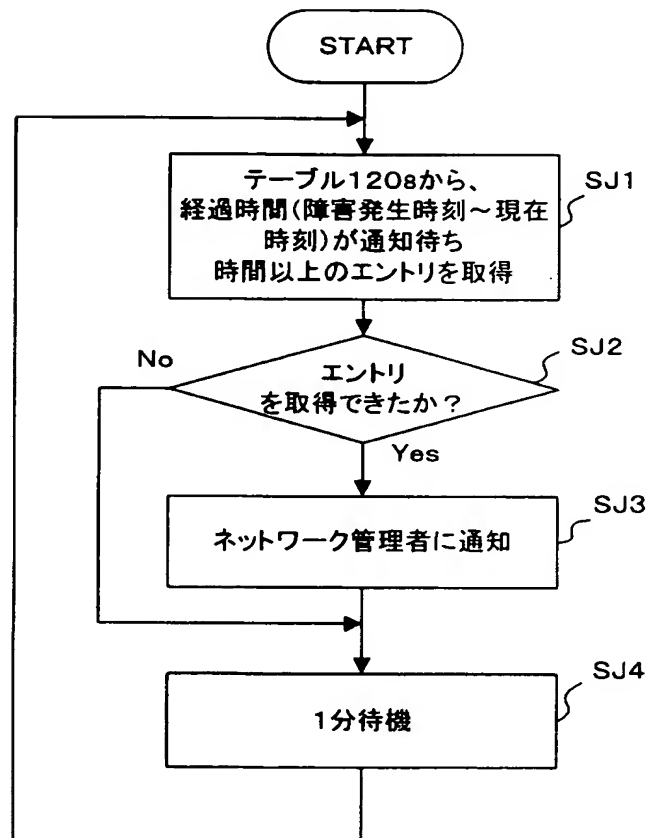 START
テーブル120sから、
経過時間(障害発生時刻～現在
時刻)が通知待ち
時間以上のエントリを取得
SJ1
エントリ
を取得できたか？
SJ2
No
Yes
ネットワーク管理者に通知
SJ3
1分待機
SJ4